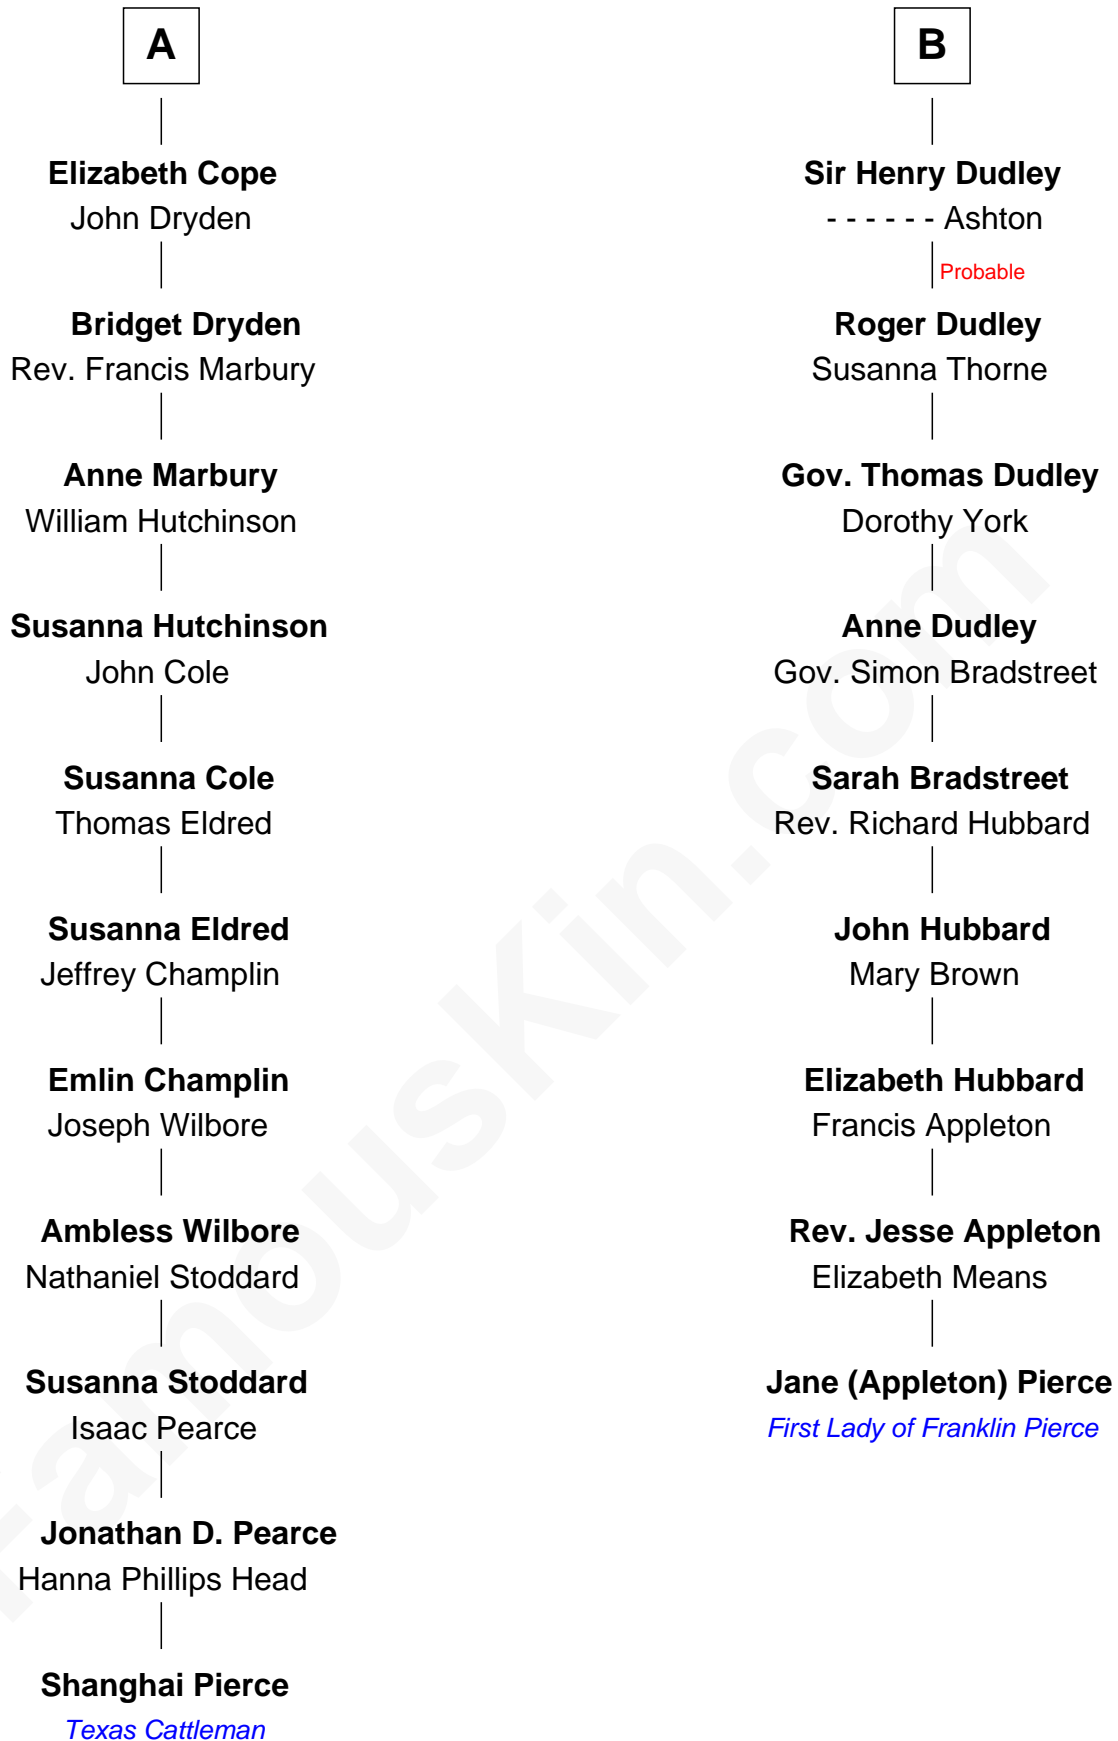 A
Elizabeth Cope
John Dryden
Bridget Dryden
Rev. Francis Marbury
Anne Marbury
William Hutchinson
Susanna Hutchinson
John Cole
Susanna Cole
Thomas Eldred
Susanna Eldred
Jeffrey Champlin
Emlin Champlin
Joseph Wilbore
Ambless Wilbore
Nathaniel Stoddard
Susanna Stoddard
Isaac Pearce
Jonathan D. Pearce
Hanna Phillips Head
Shanghai Pierce
Texas Cattleman
B
Sir Henry Dudley
- - - - - - Ashton
Probable
Roger Dudley
Susanna Thorne
Gov. Thomas Dudley
Dorothy York
Anne Dudley
Gov. Simon Bradstreet
Sarah Bradstreet
Rev. Richard Hubbard
John Hubbard
Mary Brown
Elizabeth Hubbard
Francis Appleton
Rev. Jesse Appleton
Elizabeth Means
Jane (Appleton) Pierce
First Lady of Franklin Pierce
FamousKin.com